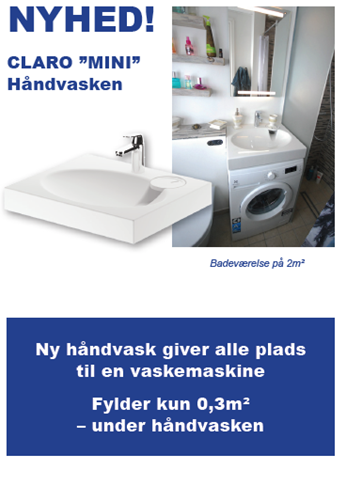 NYHED!
CLARO ”MINI”
Håndvasken
Badeværelse på 2m²
Ny håndvask giver alle plads
til en vaskemaskine
Fylder kun 0,3m²
– under håndvasken